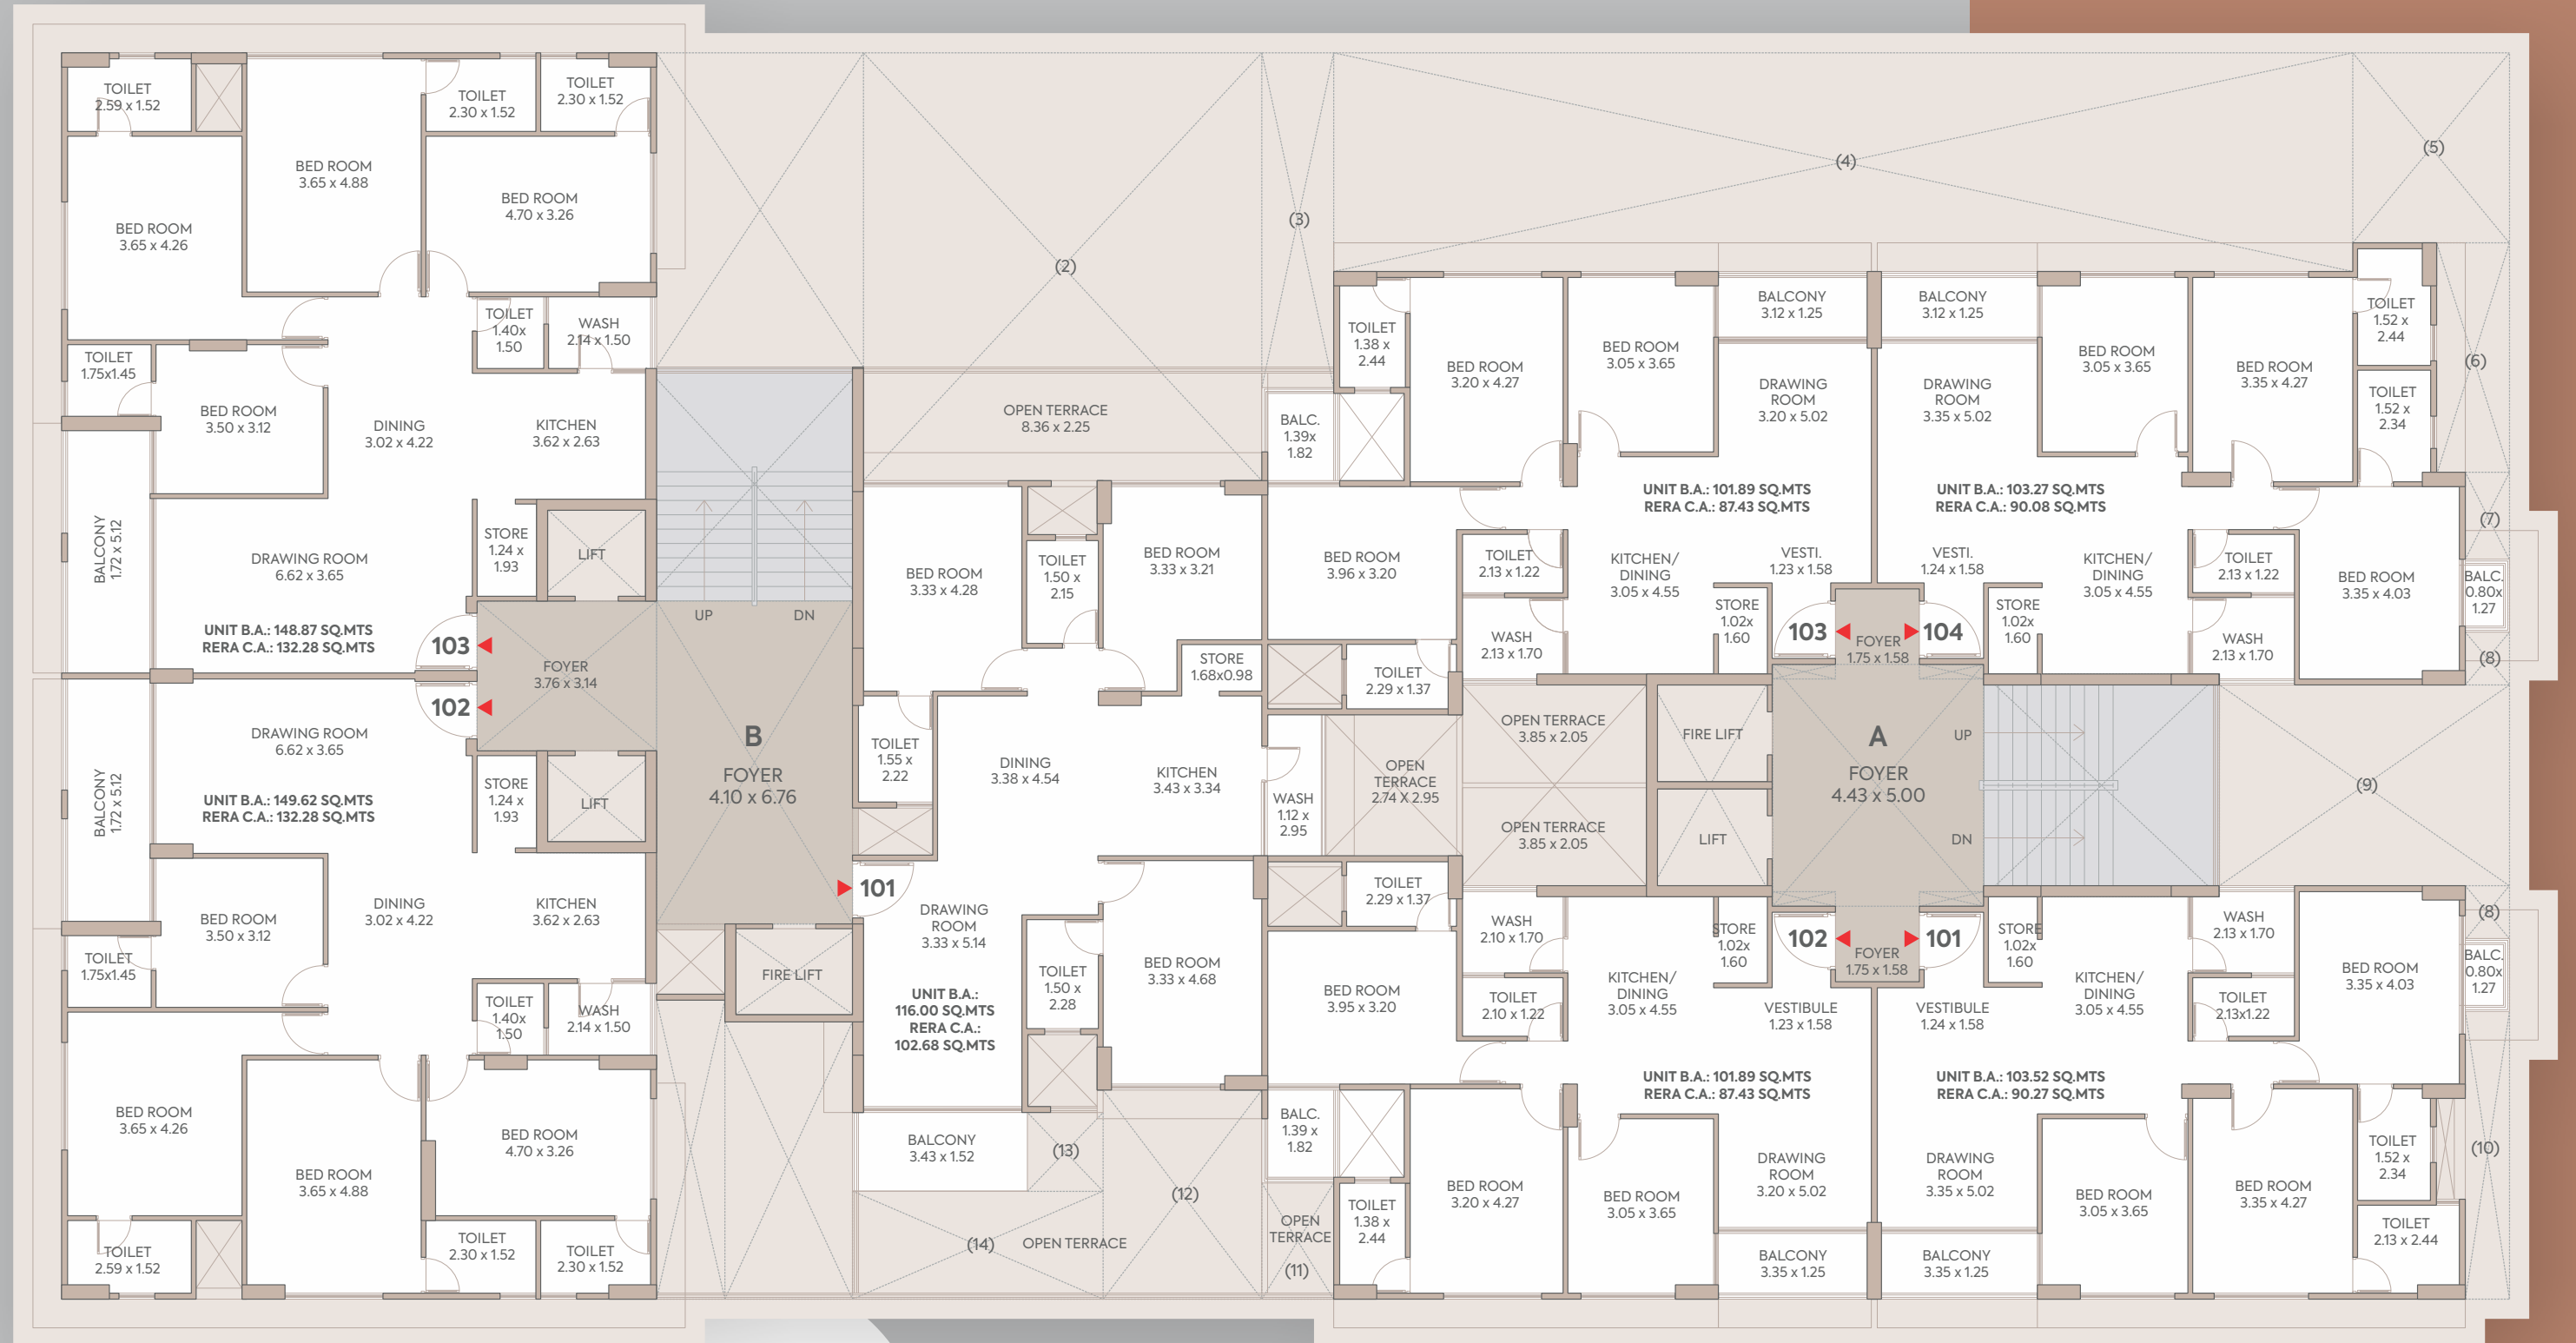 TOILET
2.59 x 1.52
BED ROOM
3.65 x 4.88
TOILET
2.30 x 1.52
TOILET
2.30 x 1.52
BED ROOM
3.65 x 4.26
BED ROOM
4.70 x 3.26
TOILET
1.40x
1.50
WASH
2.14 x 1.50
TOILET
1.75x1.45
BED ROOM
3.50 x 3.12
DINING
3.02 x 4.22
KITCHEN
3.62 x 2.63
BALCONY
1.72 x 5.12
DRAWING ROOM
6.62 x 3.65
STORE
1.24 x
1.93
LIFT
UNIT B.A.: 148.87 SQ.MTS
RERA C.A.: 132.28 SQ.MTS
103
FOYER
3.76 x 3.14
102
BALCONY
1.72 x 5.12
DRAWING ROOM
6.62 x 3.65
UNIT B.A.: 149.62 SQ.MTS
RERA C.A.: 132.28 SQ.MTS
STORE
1.24 x
1.93
LIFT
BED ROOM
3.50 x 3.12
DINING
3.02 x 4.22
KITCHEN
3.62 x 2.63
TOILET
1.75x1.45
TOILET
1.40x
1.50
WASH
2.14 x 1.50
BED ROOM
3.65 x 4.26
BED ROOM
3.65 x 4.88
BED ROOM
4.70 x 3.26
TOILET
2.59 x 1.52
TOILET
2.30 x 1.52
TOILET
2.30 x 1.52
UP
DN
B
FOYER
4.10 x 6.76
FIRE LIFT
(2)
(3)
OPEN TERRACE
8.36 x 2.25
BED ROOM
3.33 x 4.28
TOILET
1.50 x
2.15
BED ROOM
3.33 x 3.21
STORE
1.68x0.98
TOILET
1.55 x
2.22
DINING
3.38 x 4.54
KITCHEN
3.43 x 3.34
WASH
1.12 x
2.95
OPEN
TERRACE
2.74 X 2.95
101
DRAWING
ROOM
3.33 x 5.14
UNIT B.A.:
116.00 SQ.MTS
RERA C.A.:
102.68 SQ.MTS
TOILET
1.50 x
2.28
BED ROOM
3.33 x 4.68
BALCONY
3.43 x 1.52
(13)
(12)
(14)
OPEN TERRACE
OPEN
TERRACE
(11)
(4)
(5)
TOILET
1.38 x
2.44
BED ROOM
3.20 x 4.27
BED ROOM
3.05 x 3.65
BALCONY
3.12 x 1.25
DRAWING
ROOM
3.20 x 5.02
BALC.
1.39x
1.82
UNIT B.A.: 101.89 SQ.MTS
RERA C.A.: 87.43 SQ.MTS
BED ROOM
3.96 x 3.20
TOILET
2.13 x 1.22
KITCHEN/
DINING
3.05 x 4.55
VESTI.
1.23 x 1.58
STORE
1.02x
1.60
WASH
2.13 x 1.70
TOILET
2.29 x 1.37
103
FOYER
1.75 x 1.58
104
BALCONY
3.12 x 1.25
DRAWING
ROOM
3.35 x 5.02
BED ROOM
3.05 x 3.65
BED ROOM
3.35 x 4.27
TOILET
1.52 x
2.44
TOILET
1.52 x
2.34
(6)
UNIT B.A.: 103.27 SQ.MTS
RERA C.A.: 90.08 SQ.MTS
(7)
VESTI.
1.24 x 1.58
KITCHEN/
DINING
3.05 x 4.55
TOILET
2.13 x 1.22
BED ROOM
3.35 x 4.03
BALC.
0.80x
1.27
STORE
1.02x
1.60
WASH
2.13 x 1.70
(8)
OPEN TERRACE
3.85 x 2.05
FIRE LIFT
A
FOYER
4.43 x 5.00
UP
DN
(9)
OPEN TERRACE
3.85 x 2.05
LIFT
TOILET
2.29 x 1.37
WASH
2.10 x 1.70
STORE
1.02x
1.60
102
FOYER
1.75 x 1.58
101
BED ROOM
3.95 x 3.20
TOILET
2.10 x 1.22
KITCHEN/
DINING
3.05 x 4.55
VESTIBULE
1.23 x 1.58
UNIT B.A.: 101.89 SQ.MTS
RERA C.A.: 87.43 SQ.MTS
BALC.
1.39 x
1.82
TOILET
1.38 x
2.44
BED ROOM
3.20 x 4.27
BED ROOM
3.05 x 3.65
DRAWING
ROOM
3.20 x 5.02
BALCONY
3.35 x 1.25
STORE
1.02x
1.60
WASH
2.13 x 1.70
(8)
BALC.
0.80x
1.27
KITCHEN/
DINING
3.05 x 4.55
TOILET
2.13x1.22
BED ROOM
3.35 x 4.03
VESTIBULE
1.24 x 1.58
UNIT B.A.: 103.52 SQ.MTS
RERA C.A.: 90.27 SQ.MTS
DRAWING
ROOM
3.35 x 5.02
BED ROOM
3.05 x 3.65
BED ROOM
3.35 x 4.27
TOILET
1.52 x
2.34
(10)
TOILET
2.13 x 2.44
BALCONY
3.35 x 1.25